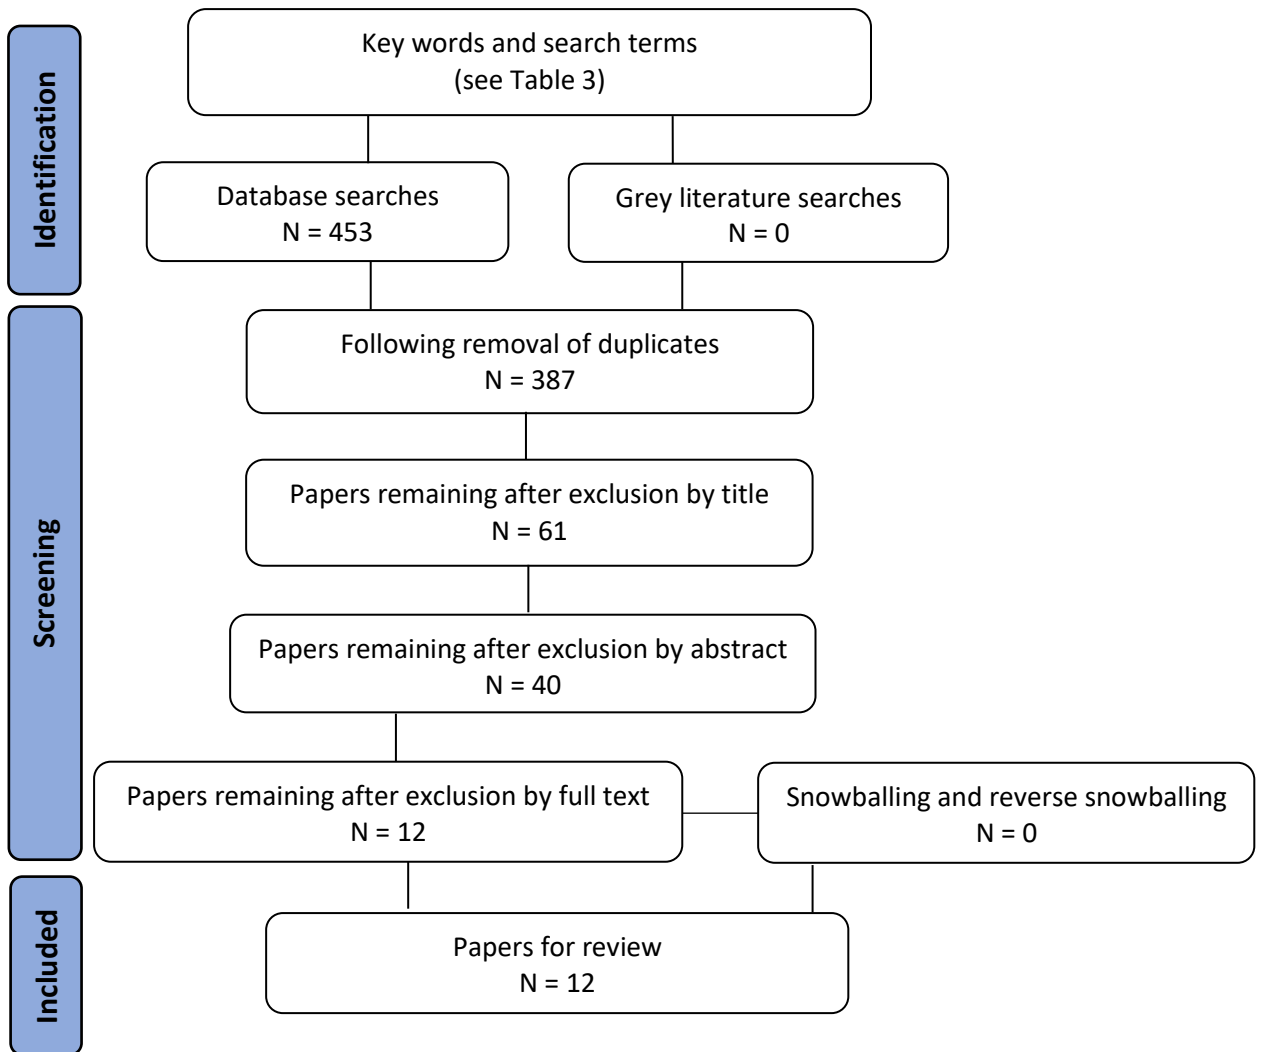 Identification
Key words and search terms
(see Table 3)
Database searches
N = 453
Grey literature searches
N = 0
Screening
Following removal of duplicates
N = 387
Papers remaining after exclusion by title
N = 61
Papers remaining after exclusion by abstract
N = 40
Papers remaining after exclusion by full text
N = 12
Snowballing and reverse snowballing
N = 0
Included
Papers for review
N = 12